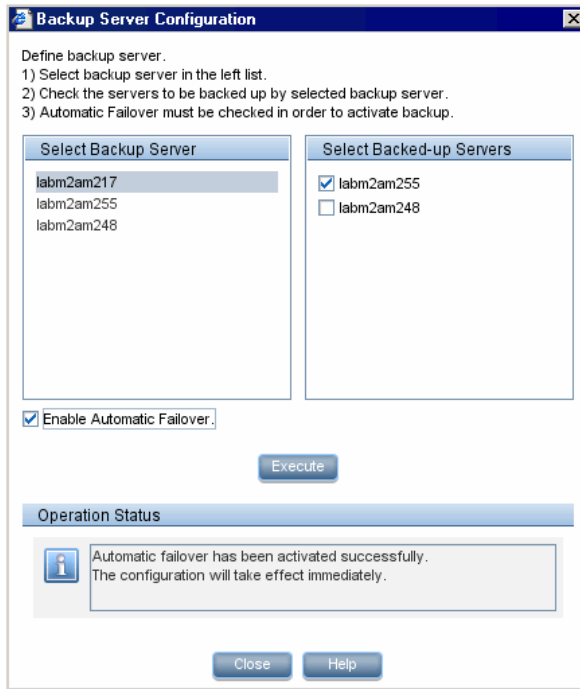 Backup Server Configuration
Define backup server.
1) Select backup server in the left list.
2) Check the servers to be backed up by selected backup server.
3) Automatic Failover must be checked in order to activate backup.
Select Backup Server
labm2am217
labm2am255
labm2am248
Select Backed-up Servers
labm2am255
labm2am248
Enable Automatic Failover.
Execute
Operation Status
Automatic failover has been activated successfully.
The configuration will take effect immediately.
Close
Help